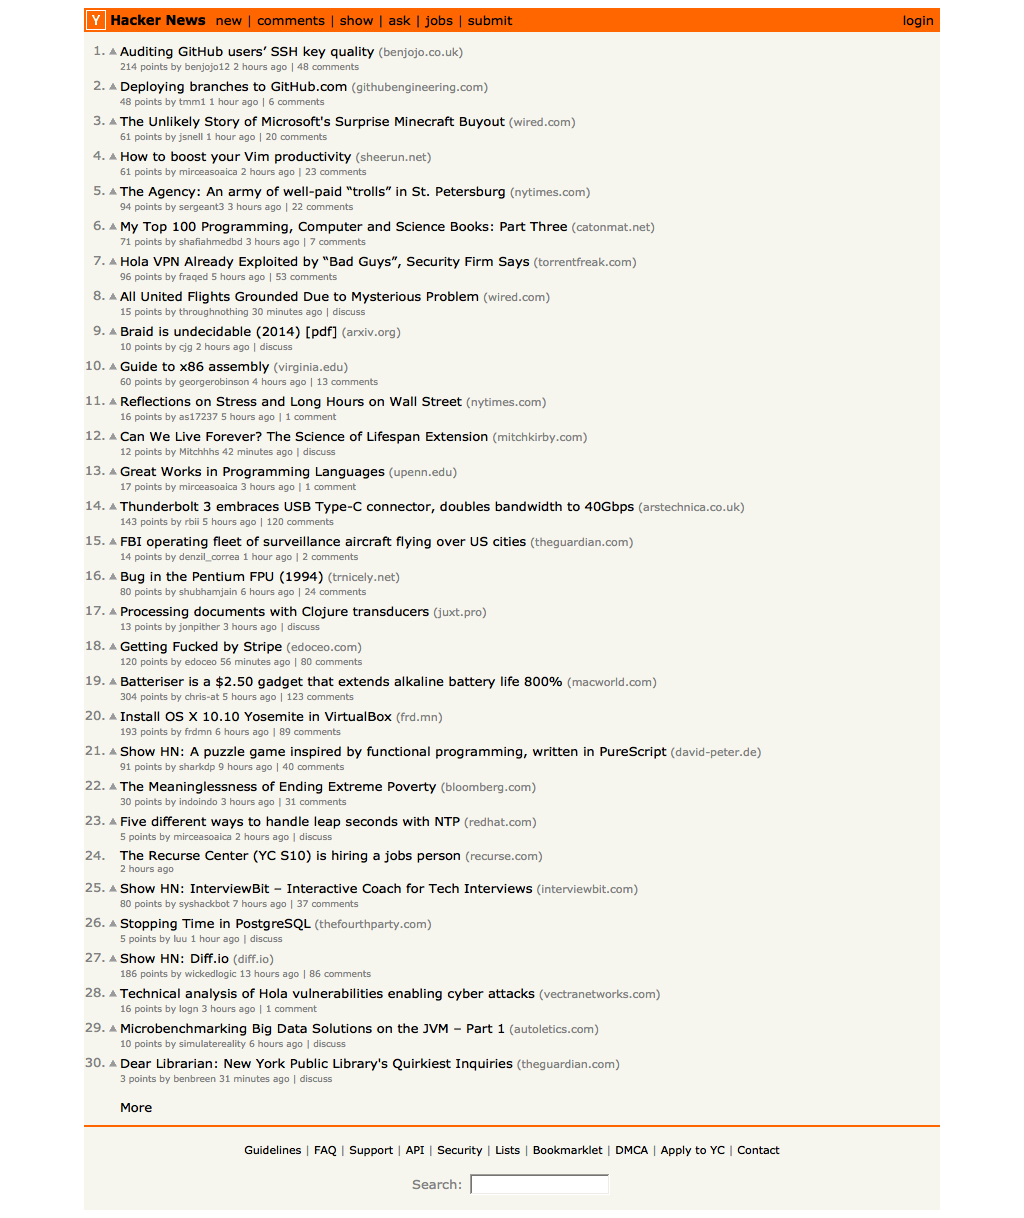 Y Hacker News new | comments | show | ask | jobs | submit login
1. Auditing GitHub users’ SSH key quality (benjojo.co.uk)
214 points by benjojo12 2 hours ago | 48 comments
2. Deploying branches to GitHub.com (githubengineering.com)
48 points by tmm1 1 hour ago | 6 comments
3. The Unlikely Story of Microsoft's Surprise Minecraft Buyout (wired.com)
61 points by jsnell 1 hour ago | 20 comments
4. How to boost your Vim productivity (sheerun.net)
61 points by mirceasoaica 2 hours ago | 23 comments
5. The Agency: An army of well-paid “trolls” in St. Petersburg (nytimes.com)
94 points by sergeant3 3 hours ago | 22 comments
6. My Top 100 Programming, Computer and Science Books: Part Three (catonmat.net)
71 points by shafiahmedbd 3 hours ago | 7 comments
7. Hola VPN Already Exploited by “Bad Guys”, Security Firm Says (torrentfreak.com)
96 points by fraqed 5 hours ago | 53 comments
8. All United Flights Grounded Due to Mysterious Problem (wired.com)
15 points by throughnothing 30 minutes ago | discuss
9. Braid is undecidable (2014) [pdf] (arxiv.org)
10 points by cjg 2 hours ago | discuss
10. Guide to x86 assembly (virginia.edu)
60 points by georgerobinson 4 hours ago | 13 comments
11. Reflections on Stress and Long Hours on Wall Street (nytimes.com)
16 points by as17237 5 hours ago | 1 comment
12. Can We Live Forever? The Science of Lifespan Extension (mitchkirby.com)
12 points by Mitchhhs 42 minutes ago | discuss
13. Great Works in Programming Languages (upenn.edu)
17 points by mirceasoaica 3 hours ago | 1 comment
14. Thunderbolt 3 embraces USB Type-C connector, doubles bandwidth to 40Gbps (arstechnica.co.uk)
143 points by rbii 5 hours ago | 120 comments
15. FBI operating fleet of surveillance aircraft flying over US cities (theguardian.com)
14 points by denzil_correa 1 hour ago | 2 comments
16. Bug in the Pentium FPU (1994) (trnicely.net)
80 points by shubhamjain 6 hours ago | 24 comments
17. Processing documents with Clojure transducers (juxt.pro)
13 points by jonpither 3 hours ago | discuss
18. Getting Fucked by Stripe (edoceo.com)
120 points by edoceo 56 minutes ago | 80 comments
19. Batteriser is a $2.50 gadget that extends alkaline battery life 800% (macworld.com)
304 points by chris-at 5 hours ago | 123 comments
20. Install OS X 10.10 Yosemite in VirtualBox (frd.mn)
193 points by frdmn 6 hours ago | 89 comments
21. Show HN: A puzzle game inspired by functional programming, written in PureScript (david-peter.de)
91 points by sharkdp 9 hours ago | 40 comments
22. The Meaninglessness of Ending Extreme Poverty (bloomberg.com)
30 points by indoindo 3 hours ago | 31 comments
23. Five different ways to handle leap seconds with NTP (redhat.com)
5 points by mirceasoaica 2 hours ago | discuss
24. The Recurse Center (YC S10) is hiring a jobs person (recurse.com)
2 hours ago
25. Show HN: InterviewBit – Interactive Coach for Tech Interviews (interviewbit.com)
80 points by syshackbot 7 hours ago | 37 comments
26. Stopping Time in PostgreSQL (thefourthparty.com)
5 points by luu 1 hour ago | discuss
27. Show HN: Diff.io (diff.io)
186 points by wickedlogic 13 hours ago | 86 comments
28. Technical analysis of Hola vulnerabilities enabling cyber attacks (vectranetworks.com)
16 points by logn 3 hours ago | 1 comment
29. Microbenchmarking Big Data Solutions on the JVM – Part 1 (autoletics.com)
10 points by simulatereality 6 hours ago | discuss
30. Dear Librarian: New York Public Library's Quirkiest Inquiries (theguardian.com)
3 points by benbreen 31 minutes ago | discuss
More
Guidelines | FAQ | Support | API | Security | Lists | Bookmarklet | DMCA | Apply to YC | Contact
Search: